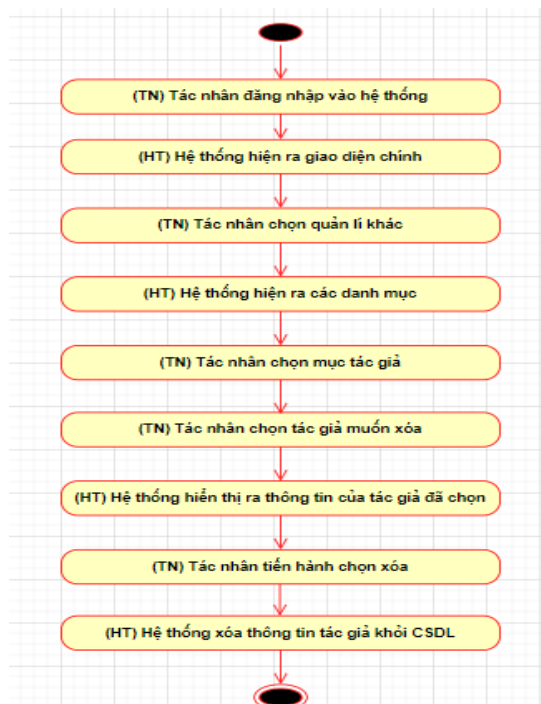 (TN) Tác nhân đăng nhập vào hệ thống
(HT) Hệ thống hiện ra giao diện chính
(TN) Tác nhân chọn quản lí khác
(HT) Hệ thống hiện ra các danh mục
(TN) Tác nhân chọn mục tác giả
(TN) Tác nhân chọn tác giả muốn xóa
(HT) Hệ thống hiển thị ra thông tin của tác giả đã chọn
(TN) Tác nhân tiến hành chọn xóa
(HT) Hệ thống xóa thông tin tác giả khỏi CSDL